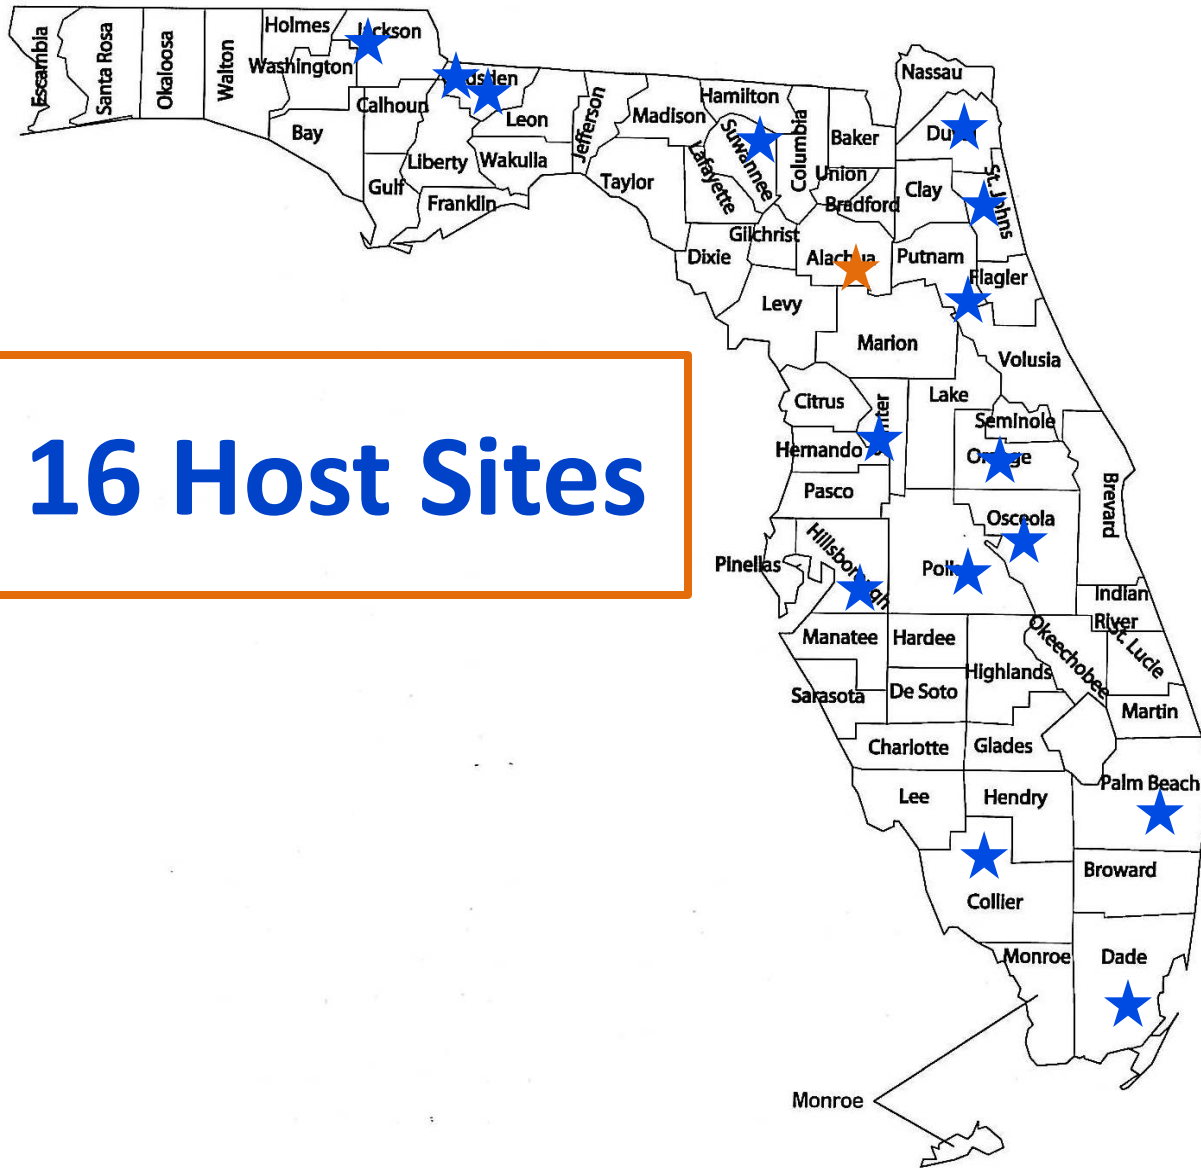 Escambia
Santa Rosa
Okaloosa
Walton
Holmes
Washington
Jackson
Bay
Calhoun
Gulf
Liberty
Franklin
Leon
Wakulla
Jefferson
Madison
Taylor
Hamilton
Suwannee
Lafayette
Columbia
Baker
Union
Bradford
Nassau
Clay
St. Johns
Gilchrist
Dixie
Alachua
Putnam
Flagler
Levy
Marion
Volusia
Citrus
Lake
Seminole
Hernando
Orange
Pasco
Brevard
16 Host Sites
Osceola
Pinellas
Hillsborough
Polk
Indian
River
Manatee
Hardee
Okeechobee
St. Lucie
Highlands
Sarasota
De Soto
Martin
Charlotte
Glades
Palm Beach
Lee
Hendry
Broward
Collier
Monroe
Dade
Monroe